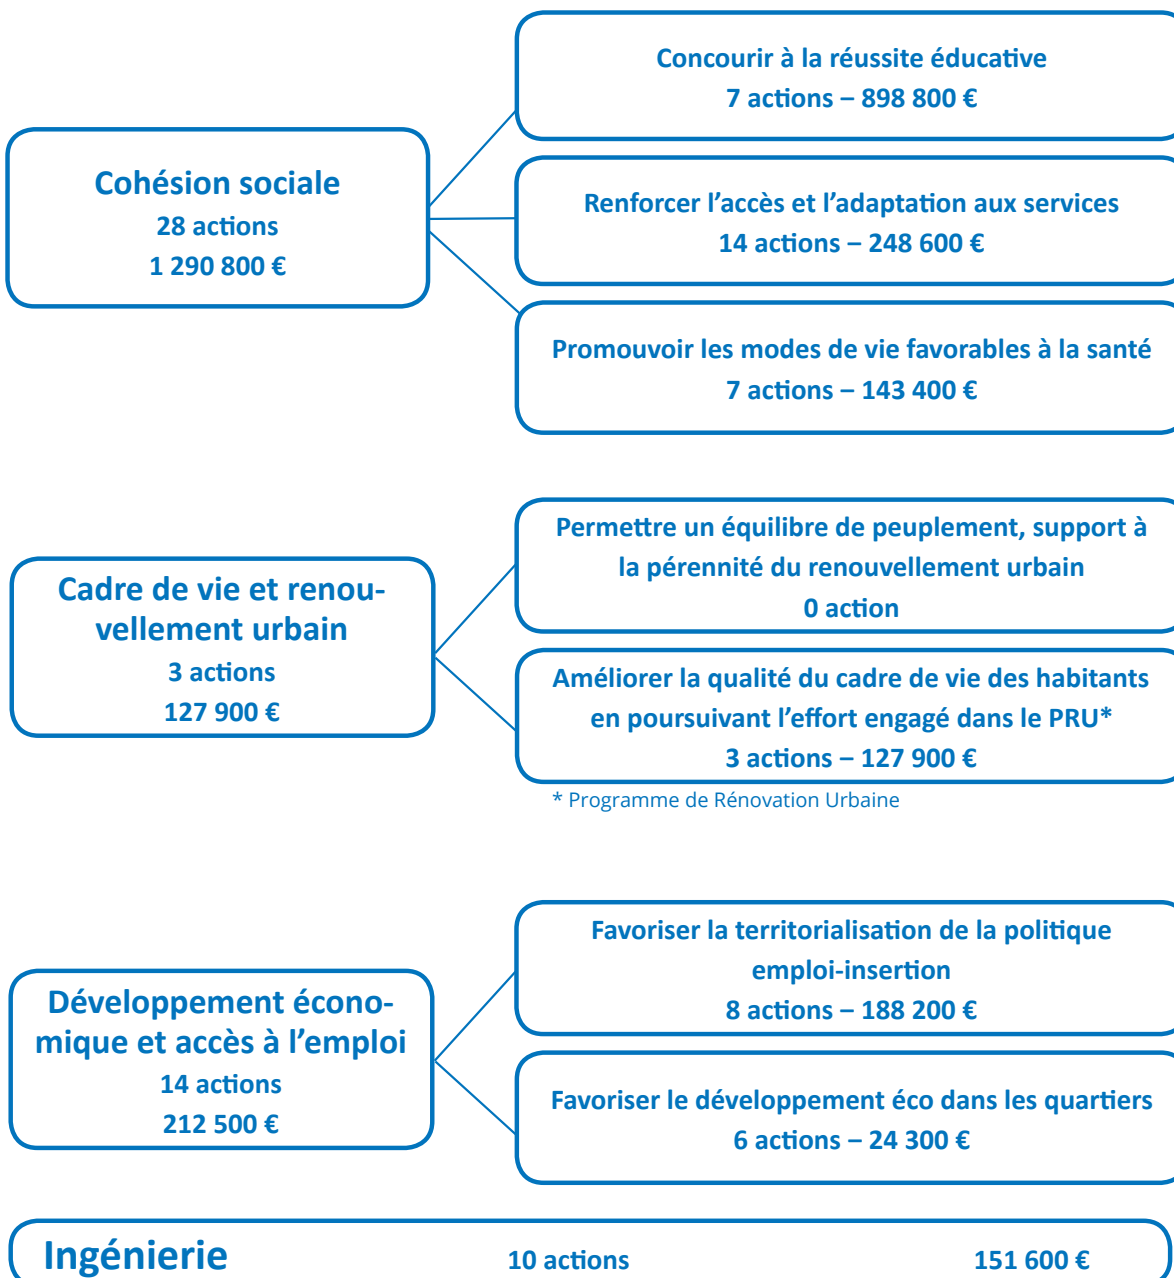 Concourir à la réussite éducative
7 actions – 898 800 €
Cohésion sociale
28 actions
1 290 800 €
Renforcer l’accès et l’adaptation aux services
14 actions – 248 600 €
Promouvoir les modes de vie favorables à la santé
7 actions – 143 400 €
Permettre un équilibre de peuplement, support à
la pérennité du renouvellement urbain
0 action
Cadre de vie et renou-
vellement urbain
3 actions
127 900 €
Améliorer la qualité du cadre de vie des habitants
en poursuivant l’effort engagé dans le PRU*
3 actions – 127 900 €
* Programme de Rénovation Urbaine
Favoriser la territorialisation de la politique
emploi-insertion
8 actions – 188 200 €
Développement écono-
mique et accès à l’emploi
14 actions
212 500 €
Favoriser le développement éco dans les quartiers
6 actions – 24 300 €
Ingénierie 10 actions 151 600 €